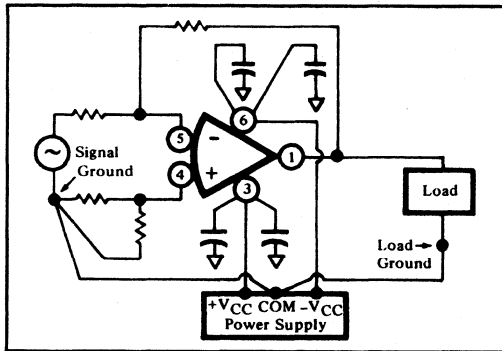 6
5
-
Signal
Ground
4
+
1
3
Load
Load
Ground
+VCC COM -VCC
Power Supply